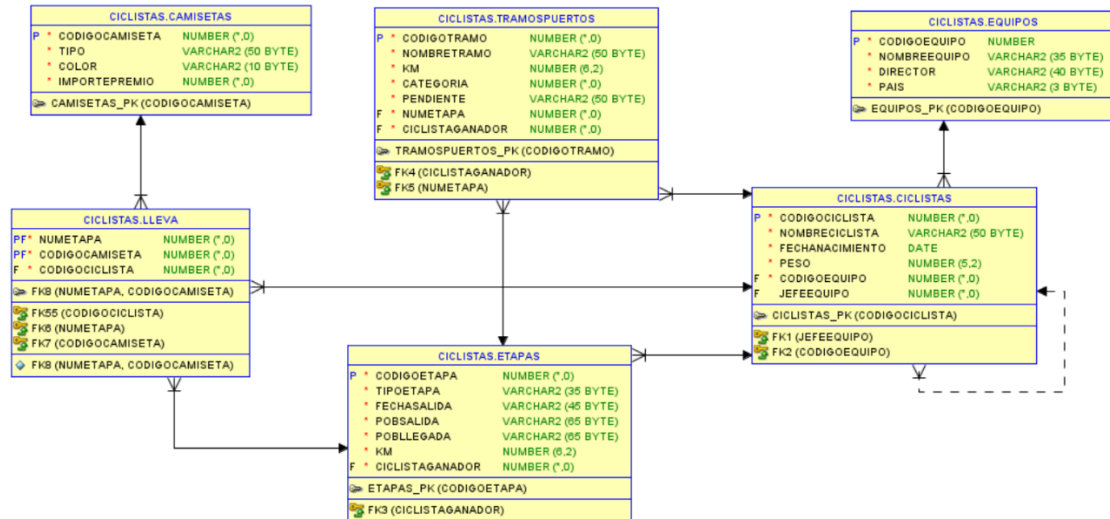 CICLISTAS.CAMISETAS
P * CODIGOCAMISETA NUMBER (*,0)
* TIPO VARCHAR2 (50 BYTE)
* COLOR VARCHAR2 (10 BYTE)
* IMPORTEPREMIO NUMBER (*,0)
CAMISETAS_PK (CODIGOCAMISETA)
CICLISTAS.TRAMOSPUERTOS
P * CODIGOTRAMO NUMBER (*,0)
* NOMBRETRAMO VARCHAR2 (50 BYTE)
* KM NUMBER (6,2)
* CATEGORIA NUMBER (*,0)
* PENDIENTE VARCHAR2 (50 BYTE)
F * NUMETAPA NUMBER (*,0)
F * CICLISTAGANADOR NUMBER (*,0)
TRAMOSPUERTOS_PK (CODIGOTRAMO)
FK4 (CICLISTAGANADOR)
FK5 (NUMETAPA)
CICLISTAS.EQUIPOS
P * CODIGOEQUIPO NUMBER
* NOMBREEQUIPO VARCHAR2 (35 BYTE)
* DIRECTOR VARCHAR2 (40 BYTE)
* PAIS VARCHAR2 (3 BYTE)
EQUIPOS_PK (CODIGOEQUIPO)
CICLISTAS.LLEVA
PF* NUMETAPA NUMBER (*,0)
PF* CODIGOCAMISETA NUMBER (*,0)
F * CODIGOCICLISTA NUMBER (*,0)
FK8 (NUMETAPA, CODIGOCAMISETA)
FK55 (CODIGOCICLISTA)
FK6 (NUMETAPA)
FK7 (CODIGOCAMISETA)
FK8 (NUMETAPA, CODIGOCAMISETA)
CICLISTAS.CICLISTAS
P * CODIGOCICLISTA NUMBER (*,0)
* NOMBRECICLISTA VARCHAR2 (50 BYTE)
* FECHANACIMIENTO DATE
* PESO NUMBER (5,2)
F * CODIGOEQUIPO NUMBER (*,0)
F JEFEEQUIPO NUMBER (*,0)
CICLISTAS_PK (CODIGOCICLISTA)
FK1 (JEFEEQUIPO)
FK2 (CODIGOEQUIPO)
CICLISTAS.ETAPAS
P * CODIGOETAPA NUMBER (*,0)
* TIPOETAPA VARCHAR2 (35 BYTE)
* FECHASALIDA VARCHAR2 (45 BYTE)
* POBSALIDA VARCHAR2 (65 BYTE)
* POBLLEGADA VARCHAR2 (65 BYTE)
* KM NUMBER (6,2)
F * CICLISTAGANADOR NUMBER (*,0)
ETAPAS_PK (CODIGOETAPA)
FK3 (CICLISTAGANADOR)